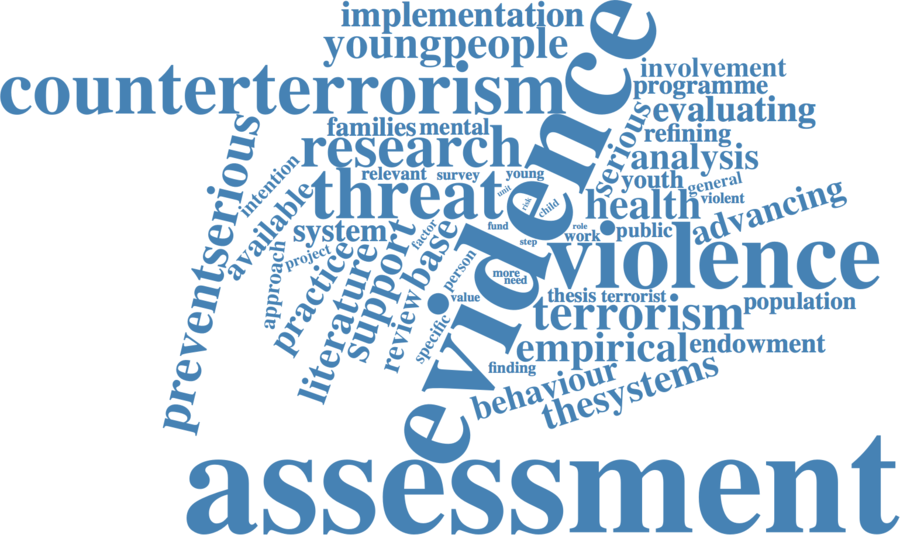 implementation
youngpeople
counterterrorism
evidence
involvement
programme
evaluating
refining
serious
analysis
families
mental
research
preventserious
intention
available
relevant
survey
young
unit
threat
risk
child
youth
general
health
violent
advancing
system
support
factor
base
fund
step
role
work
public
violence
approach
project
practice
literature
review
person
more
need
value
•
specific
thesis
terrorist
population
terrorism
empirical
endowment
finding
behaviour
thesystems
assessment